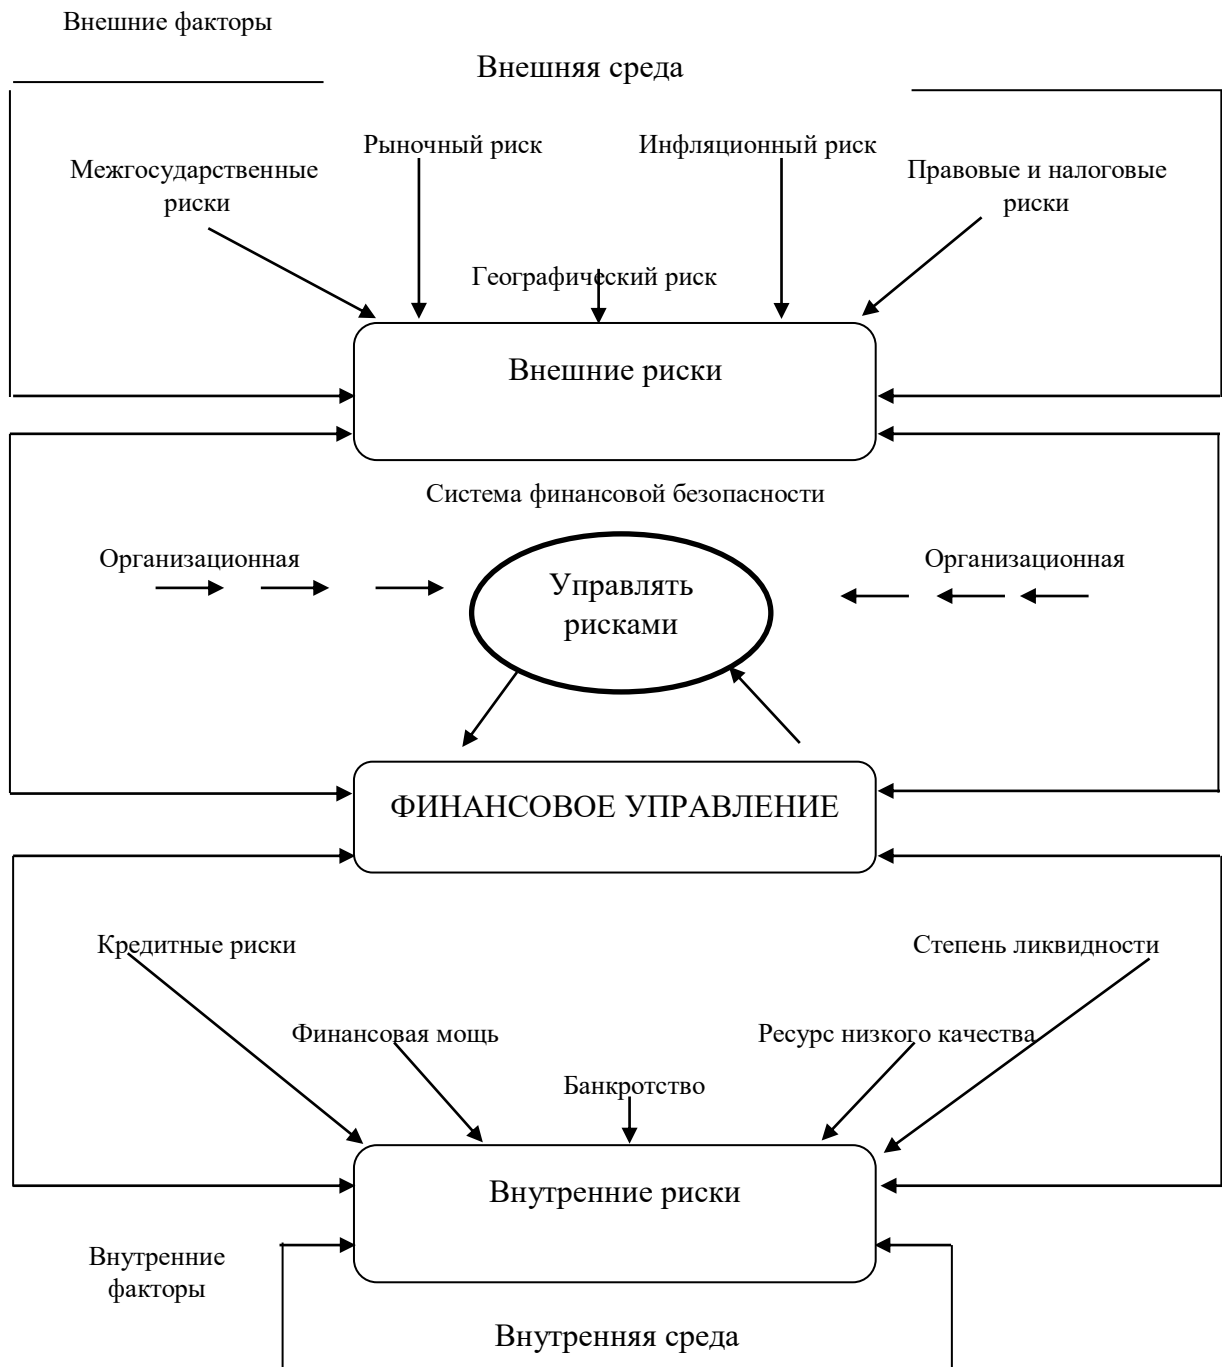 Внешние факторы
Внешняя среда
Рыночный риск
Инфляционный риск
Межгосударственные
риски
Правовые и налоговые
риски
Географический риск
Внешние риски
Система финансовой безопасности
Организационная
Организационная
Управлять
рисками
ФИНАНСОВОЕ УПРАВЛЕНИЕ
Кредитные риски
Степень ликвидности
Финансовая мощь
Ресурс низкого качества
Банкротство
Внутренние риски
Внутренние
факторы
Внутренняя среда